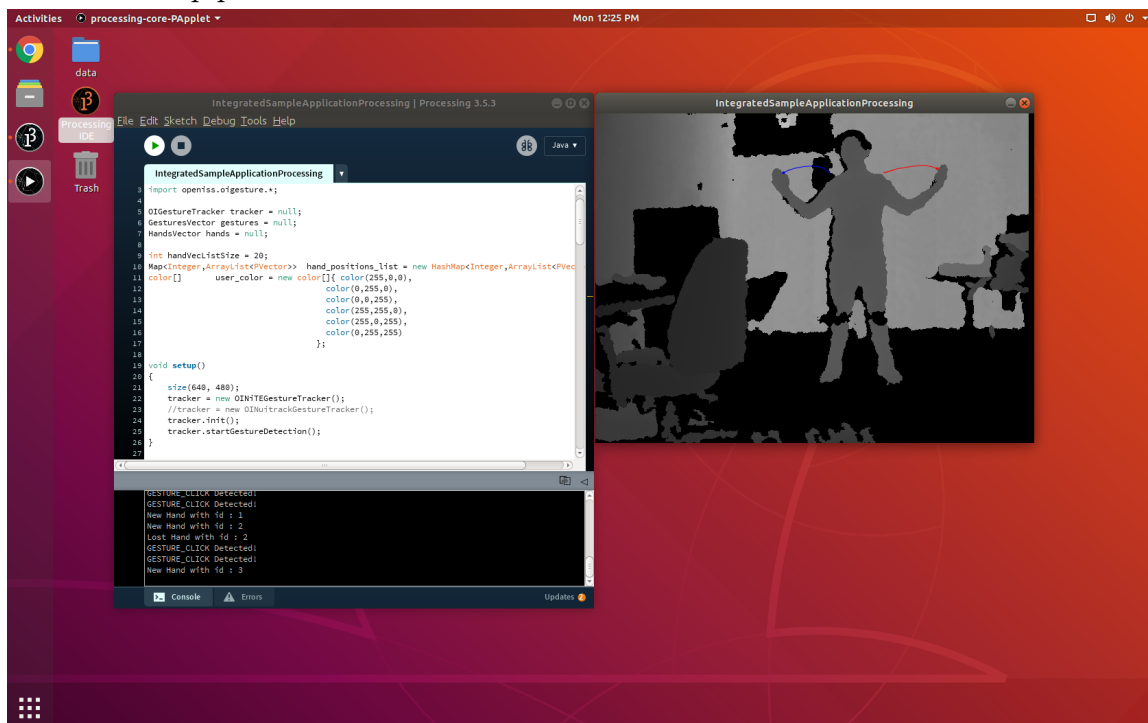 Activities processing-core-PApplet ▾ Mon 12:25 PM
data
Processing IDE
Trash
IntegratedSampleApplicationProcessing | Processing 3.5.3
File Edit Sketch Debug Tools Help
Java ▾
IntegratedSampleApplicationProcessing
3 import openiss.oigesture.*;
4
5 OIGestureTracker tracker = null;
6 GesturesVector gestures = null;
7 HandsVector hands = null;
8
9 int handVecListSize = 20;
10 Map<Integer,ArrayList<PVector>> hand_positions_list = new HashMap<Integer,ArrayList<PVec
11 color[] user_color = new color[]{ color(255,0,0),
12 color(0,255,0),
13 color(0,0,255),
14 color(255,255,0),
15 color(255,0,255),
16 color(0,255,255)
17 };
18
19 void setup()
20 {
21 size(640, 480);
22 tracker = new OINiTEGestureTracker();
23 //tracker = new OINuitrackGestureTracker();
24 tracker.init();
25 tracker.startGestureDetection();
26 }
27
GESTURE_CLICK Detected!
GESTURE_CLICK Detected!
New Hand with id : 1
New Hand with id : 2
Lost Hand with id : 2
GESTURE_CLICK Detected!
GESTURE_CLICK Detected!
New Hand with id : 3
Console Errors Updates 2
IntegratedSampleApplicationProcessing